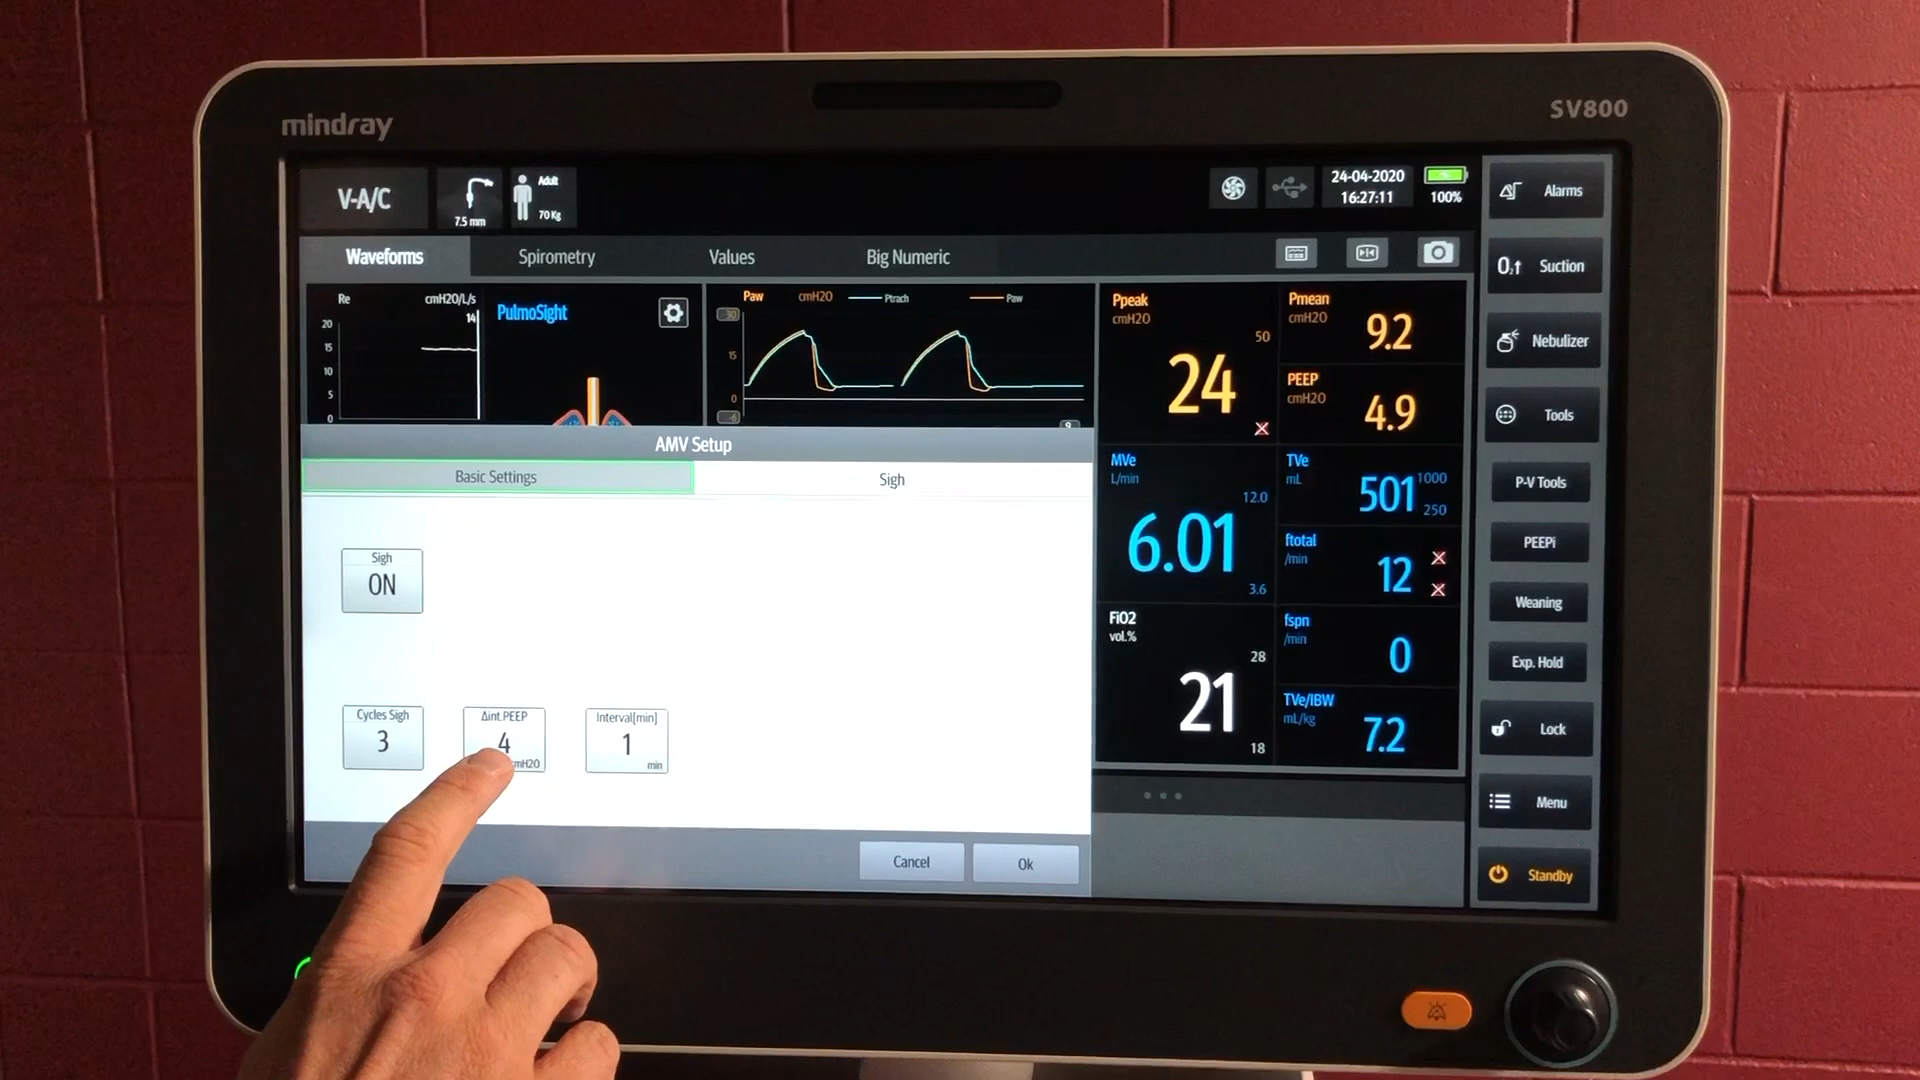 mindray
SV800
V-A/C
7.5 mm
Adult
70 Kg
24-04-2020
16:27:11
100%
Alarms
Waveforms
Spirometry
Values
Big Numeric
O₂↑ Suction
Re
cmH2O/L/s
14
20
15
10
5
0
PulmoSight
Paw
cmH2O
Ptrach
Paw
30
15
0
-6
9
Ppeak
cmH2O
50
24
Pmean
cmH2O
9.2
Nebulizer
PEEP
cmH2O
4.9
Tools
AMV Setup
Basic Settings
Sigh
MVe
L/min
12.0
6.01
3.6
TVe
mL
501
1000
250
P-V Tools
ftotal
/min
12
PEEPi
Sigh
ON
FiO2
vol.%
28
21
18
fspn
/min
0
Weaning
Exp. Hold
TVe/IBW
mL/kg
7.2
Lock
Cycles Sigh
3
Δint.PEEP
4
cmH2O
Interval[min]
1
min
Menu
Cancel
Ok
Standby